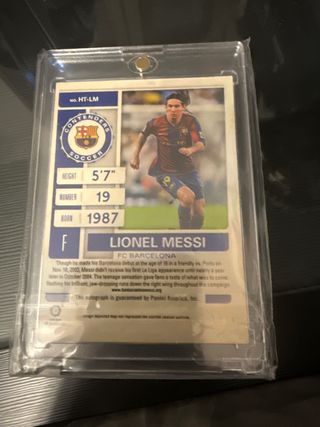 NO. HT-LM
CONTENDERS
SOCCER
HEIGHT 5'7"
NUMBER 19
BORN 1987
F LIONEL MESSI
FC BARCELONA
Though he made his Barcelona debut at the age of 16 in a friendly vs. Porto on
Nov. 16, 2003, Messi didn't receive his first La Liga appearance until nearly a year
later in October 2004. The teenage sensation gave fans a taste of what was to come,
flashing his brilliant, jaw-dropping runs down the right wing throughout the campaign.
The autograph is guaranteed by Panini America, Inc.